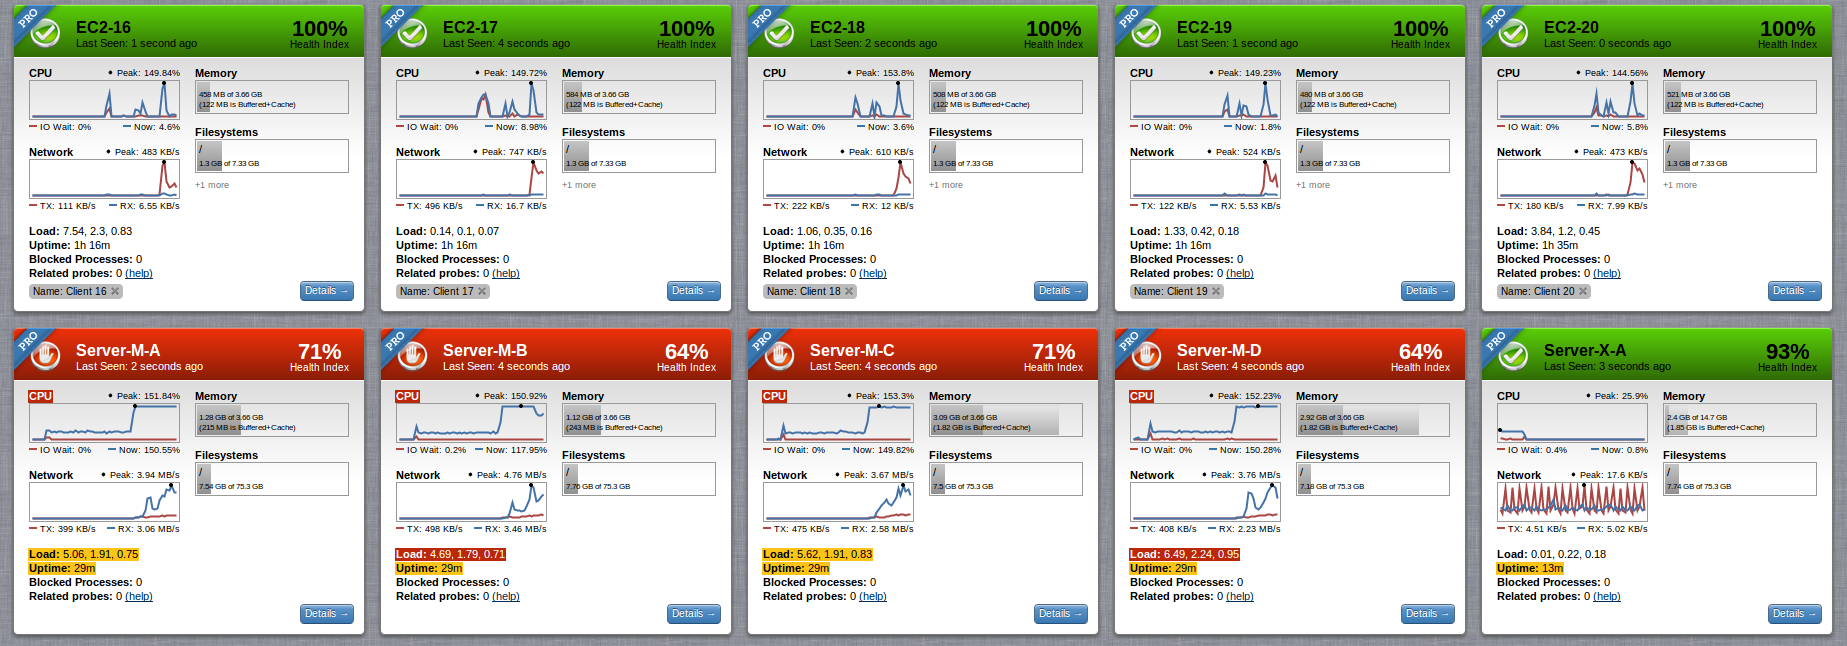 PRO
EC2-16
Last Seen: 1 second ago
100%
Health Index
CPU
Peak: 149.84%
IO Wait: 0%
Now: 4.6%
Memory
458 MB of 3.66 GB
(122 MB is Buffered+Cache)
Filesystems
/
1.3 GB of 7.33 GB
+1 more
Network
Peak: 483 KB/s
TX: 111 KB/s
RX: 6.55 KB/s
Load: 7.54, 2.3, 0.83
Uptime: 1h 16m
Blocked Processes: 0
Related probes: 0 (help)
Name: Client 16
Details →
PRO
EC2-17
Last Seen: 4 seconds ago
100%
Health Index
CPU
Peak: 149.72%
IO Wait: 0%
Now: 8.98%
Memory
584 MB of 3.66 GB
(122 MB is Buffered+Cache)
Filesystems
/
1.3 GB of 7.33 GB
+1 more
Network
Peak: 747 KB/s
TX: 496 KB/s
RX: 16.7 KB/s
Load: 0.14, 0.1, 0.07
Uptime: 1h 16m
Blocked Processes: 0
Related probes: 0 (help)
Name: Client 17
Details →
PRO
EC2-18
Last Seen: 2 seconds ago
100%
Health Index
CPU
Peak: 153.8%
IO Wait: 0%
Now: 3.6%
Memory
508 MB of 3.66 GB
(122 MB is Buffered+Cache)
Filesystems
/
1.3 GB of 7.33 GB
+1 more
Network
Peak: 610 KB/s
TX: 222 KB/s
RX: 12 KB/s
Load: 1.06, 0.35, 0.16
Uptime: 1h 16m
Blocked Processes: 0
Related probes: 0 (help)
Name: Client 18
Details →
PRO
EC2-19
Last Seen: 1 second ago
100%
Health Index
CPU
Peak: 149.23%
IO Wait: 0%
Now: 1.8%
Memory
480 MB of 3.66 GB
(122 MB is Buffered+Cache)
Filesystems
/
1.3 GB of 7.33 GB
+1 more
Network
Peak: 524 KB/s
TX: 122 KB/s
RX: 5.53 KB/s
Load: 1.33, 0.42, 0.18
Uptime: 1h 16m
Blocked Processes: 0
Related probes: 0 (help)
Name: Client 19
Details →
PRO
EC2-20
Last Seen: 0 seconds ago
100%
Health Index
CPU
Peak: 144.56%
IO Wait: 0%
Now: 5.8%
Memory
521 MB of 3.66 GB
(122 MB is Buffered+Cache)
Filesystems
/
1.3 GB of 7.33 GB
+1 more
Network
Peak: 473 KB/s
TX: 180 KB/s
RX: 7.99 KB/s
Load: 3.84, 1.2, 0.45
Uptime: 1h 35m
Blocked Processes: 0
Related probes: 0 (help)
Name: Client 20
Details →
PRO
Server-M-A
Last Seen: 2 seconds ago
71%
Health Index
CPU
Peak: 151.84%
IO Wait: 0%
Now: 150.55%
Memory
1.28 GB of 3.66 GB
(215 MB is Buffered+Cache)
Filesystems
/
7.54 GB of 75.3 GB
Network
Peak: 3.94 MB/s
TX: 399 KB/s
RX: 3.06 MB/s
Load: 5.06, 1.91, 0.75
Uptime: 29m
Blocked Processes: 0
Related probes: 0 (help)
Details →
PRO
Server-M-B
Last Seen: 4 seconds ago
64%
Health Index
CPU
Peak: 150.92%
IO Wait: 0.2%
Now: 117.95%
Memory
1.12 GB of 3.66 GB
(243 MB is Buffered+Cache)
Filesystems
/
7.76 GB of 75.3 GB
Network
Peak: 4.76 MB/s
TX: 498 KB/s
RX: 3.46 MB/s
Load: 4.69, 1.79, 0.71
Uptime: 29m
Blocked Processes: 0
Related probes: 0 (help)
Details →
PRO
Server-M-C
Last Seen: 4 seconds ago
71%
Health Index
CPU
Peak: 153.3%
IO Wait: 0%
Now: 149.82%
Memory
3.09 GB of 3.66 GB
(1.82 GB is Buffered+Cache)
Filesystems
/
7.5 GB of 75.3 GB
Network
Peak: 3.67 MB/s
TX: 475 KB/s
RX: 2.58 MB/s
Load: 5.62, 1.91, 0.83
Uptime: 29m
Blocked Processes: 0
Related probes: 0 (help)
Details →
PRO
Server-M-D
Last Seen: 4 seconds ago
64%
Health Index
CPU
Peak: 152.23%
IO Wait: 0%
Now: 150.28%
Memory
2.92 GB of 3.66 GB
(1.82 GB is Buffered+Cache)
Filesystems
/
7.18 GB of 75.3 GB
Network
Peak: 3.76 MB/s
TX: 408 KB/s
RX: 2.23 MB/s
Load: 6.49, 2.24, 0.95
Uptime: 29m
Blocked Processes: 0
Related probes: 0 (help)
Details →
PRO
Server-X-A
Last Seen: 3 seconds ago
93%
Health Index
CPU
Peak: 25.9%
IO Wait: 0.4%
Now: 0.8%
Memory
2.4 GB of 14.7 GB
(1.85 GB is Buffered+Cache)
Filesystems
/
7.74 GB of 75.3 GB
Network
Peak: 17.6 KB/s
TX: 4.51 KB/s
RX: 5.02 KB/s
Load: 0.01, 0.22, 0.18
Uptime: 13m
Blocked Processes: 0
Related probes: 0 (help)
Details →